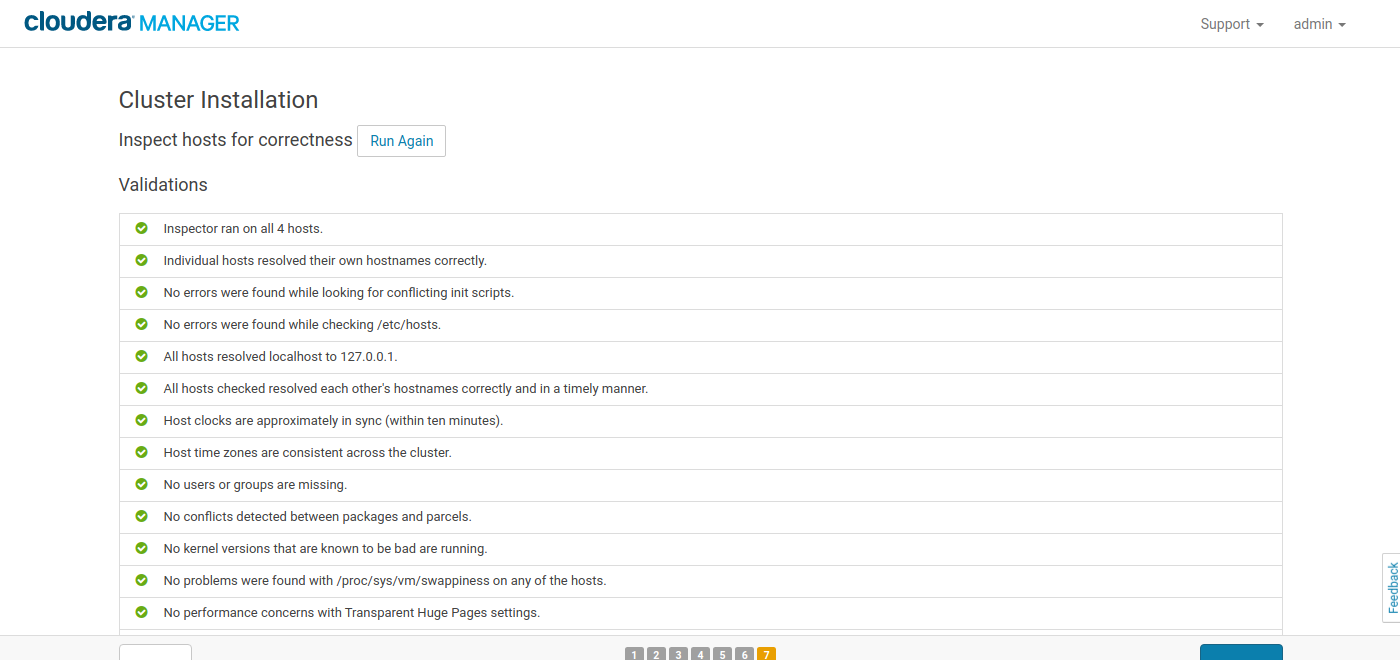 cloudera MANAGER
Support admin
Cluster Installation
Inspect hosts for correctness Run Again
Validations
Inspector ran on all 4 hosts.
Individual hosts resolved their own hostnames correctly.
No errors were found while looking for conflicting init scripts.
No errors were found while checking /etc/hosts.
All hosts resolved localhost to 127.0.0.1.
All hosts checked resolved each other's hostnames correctly and in a timely manner.
Host clocks are approximately in sync (within ten minutes).
Host time zones are consistent across the cluster.
No users or groups are missing.
No conflicts detected between packages and parcels.
No kernel versions that are known to be bad are running.
No problems were found with /proc/sys/vm/swappiness on any of the hosts.
No performance concerns with Transparent Huge Pages settings.
Feedback
1 2 3 4 5 6 7